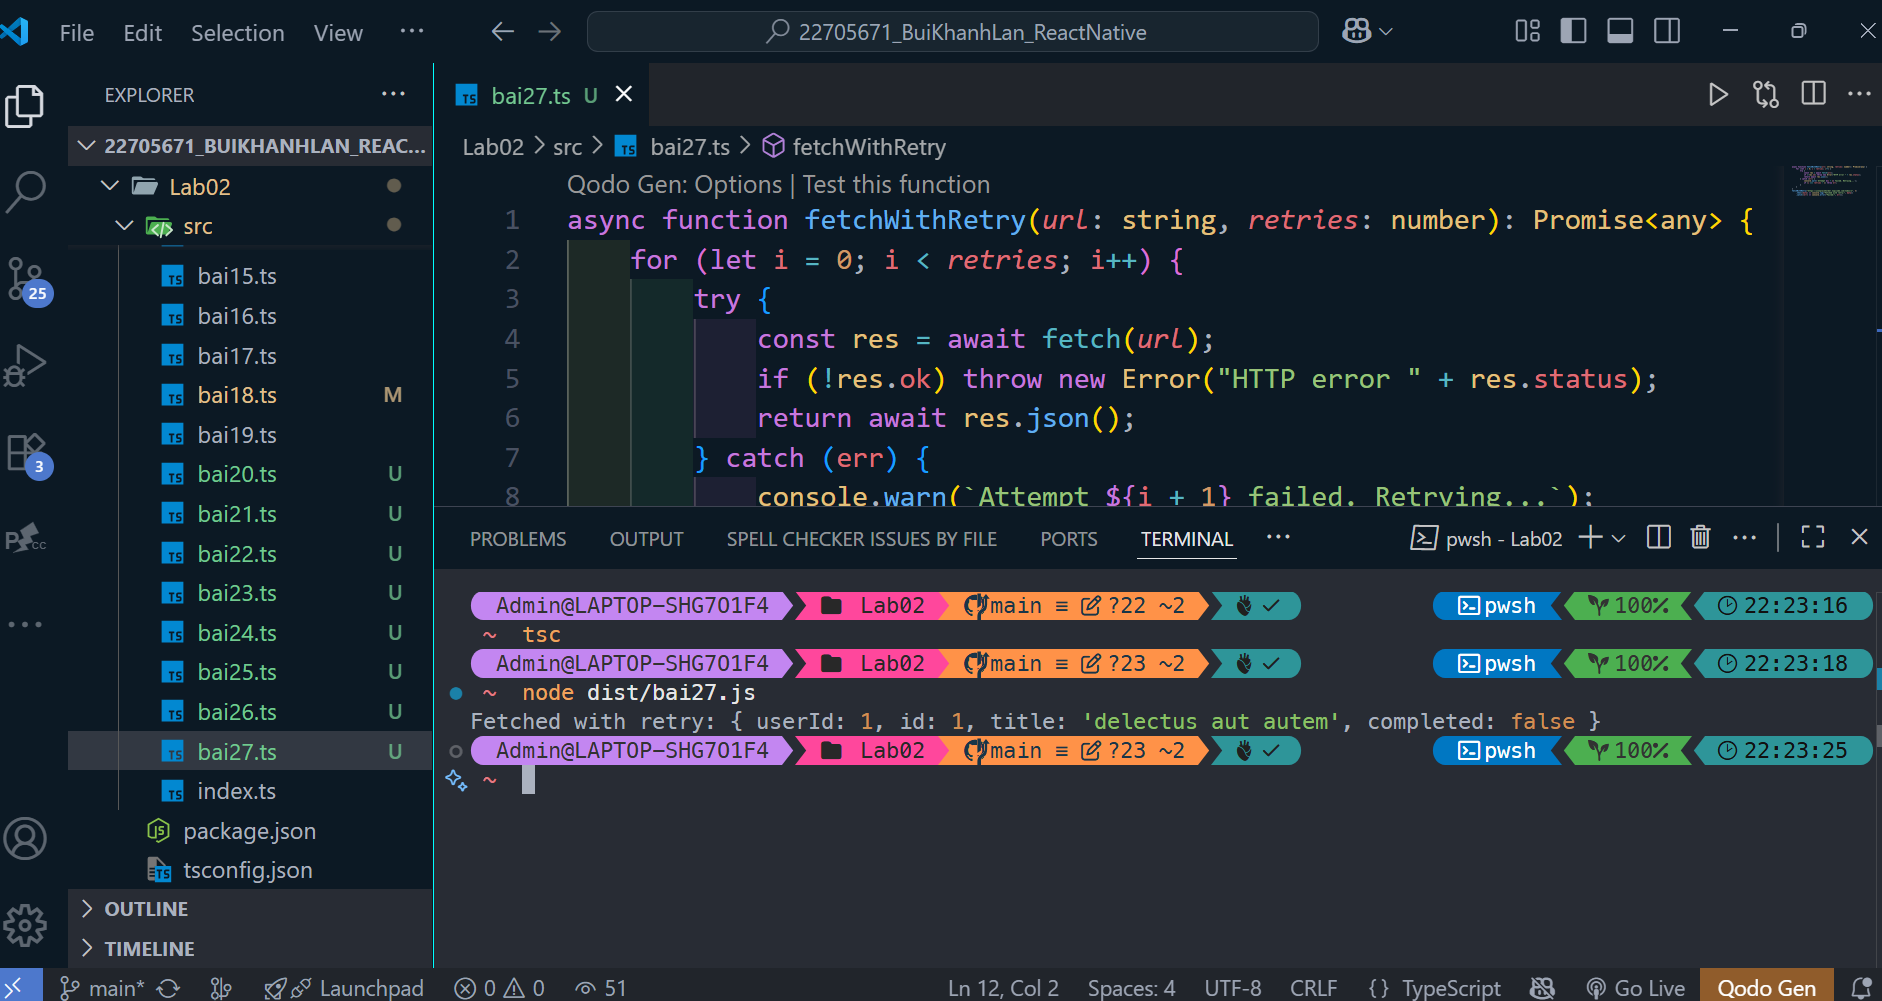 File Edit Selection View ··· 22705671_BuiKhanhLan_ReactNative
EXPLORER ···
22705671_BUIKHANHLAN_REAC...
Lab02
src
bai15.ts
bai16.ts
bai17.ts
bai18.ts M
bai19.ts
bai20.ts U
bai21.ts U
bai22.ts U
bai23.ts U
bai24.ts U
bai25.ts U
bai26.ts U
bai27.ts U
index.ts
package.json
tsconfig.json
OUTLINE
TIMELINE
25
3
bai27.ts U
Lab02 > src > bai27.ts > fetchWithRetry
Qodo Gen: Options | Test this function
1 async function fetchWithRetry(url: string, retries: number): Promise<any> {
2 for (let i = 0; i < retries; i++) {
3 try {
4 const res = await fetch(url);
5 if (!res.ok) throw new Error("HTTP error " + res.status);
6 return await res.json();
7 } catch (err) {
8 console.warn(`Attempt ${i + 1} failed. Retrying...`);
PROBLEMS OUTPUT SPELL CHECKER ISSUES BY FILE PORTS TERMINAL ··· pwsh - Lab02
Admin@LAPTOP-SHG7O1F4 Lab02 main ≡ ?22 ~2 ✓ pwsh 100% 22:23:16
~ tsc
Admin@LAPTOP-SHG7O1F4 Lab02 main ≡ ?23 ~2 ✓ pwsh 100% 22:23:18
~ node dist/bai27.js
Fetched with retry: { userId: 1, id: 1, title: 'delectus aut autem', completed: false }
Admin@LAPTOP-SHG7O1F4 Lab02 main ≡ ?23 ~2 ✓ pwsh 100% 22:23:25
~
main* Launchpad 0 0 51 Ln 12, Col 2 Spaces: 4 UTF-8 CRLF {} TypeScript Go Live Qodo Gen